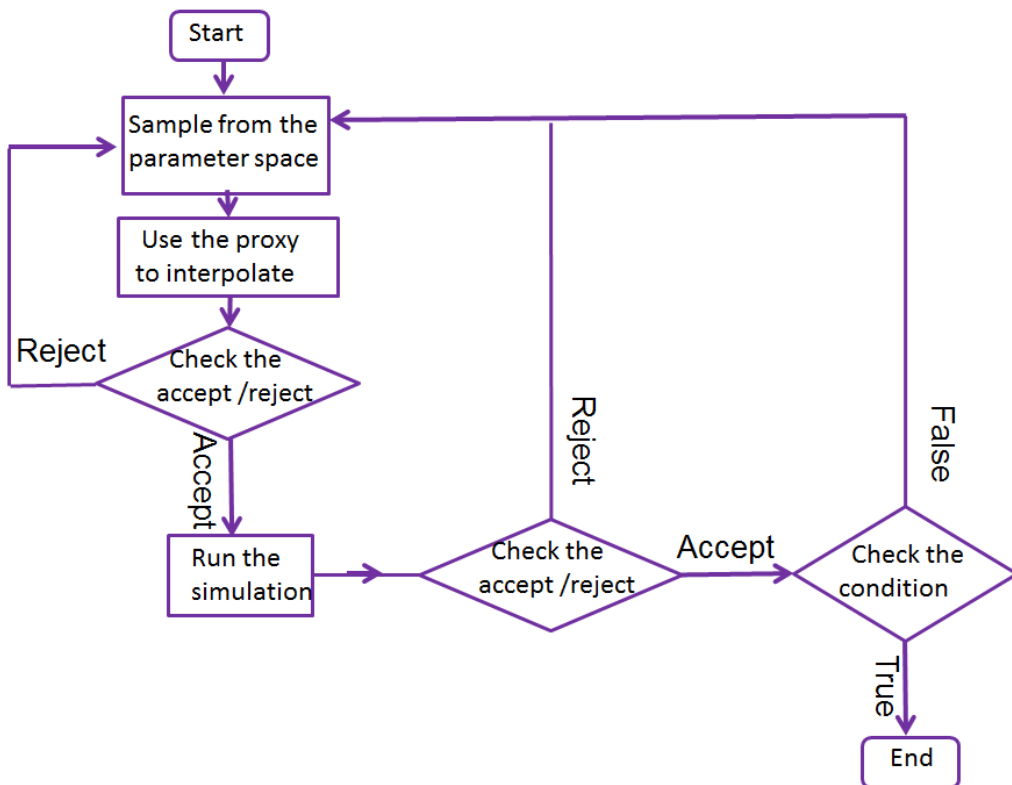 Start
Sample from the
parameter space
Use the proxy
to interpolate
Reject
Check the
accept /reject
Accept
Run the
simulation
Check the
accept /reject
Reject
Accept
Check the
condition
False
True
End